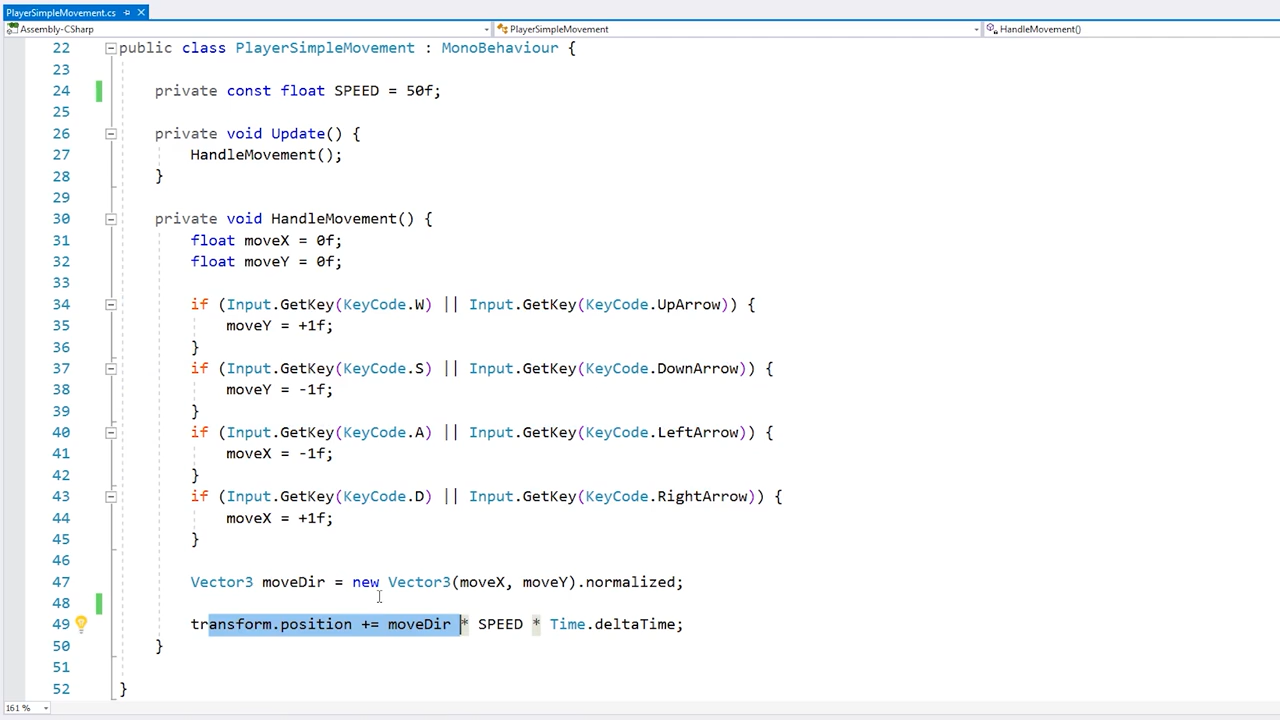 PlayerSimpleMovement.cs
Assembly-CSharp PlayerSimpleMovement HandleMovement()
22 public class PlayerSimpleMovement : MonoBehaviour {
23
24 private const float SPEED = 50f;
25
26 private void Update() {
27 HandleMovement();
28 }
29
30 private void HandleMovement() {
31 float moveX = 0f;
32 float moveY = 0f;
33
34 if (Input.GetKey(KeyCode.W) || Input.GetKey(KeyCode.UpArrow)) {
35 moveY = +1f;
36 }
37 if (Input.GetKey(KeyCode.S) || Input.GetKey(KeyCode.DownArrow)) {
38 moveY = -1f;
39 }
40 if (Input.GetKey(KeyCode.A) || Input.GetKey(KeyCode.LeftArrow)) {
41 moveX = -1f;
42 }
43 if (Input.GetKey(KeyCode.D) || Input.GetKey(KeyCode.RightArrow)) {
44 moveX = +1f;
45 }
46
47 Vector3 moveDir = new Vector3(moveX, moveY).normalized;
48
49 transform.position += moveDir * SPEED * Time.deltaTime;
50 }
51
52 }
161 %